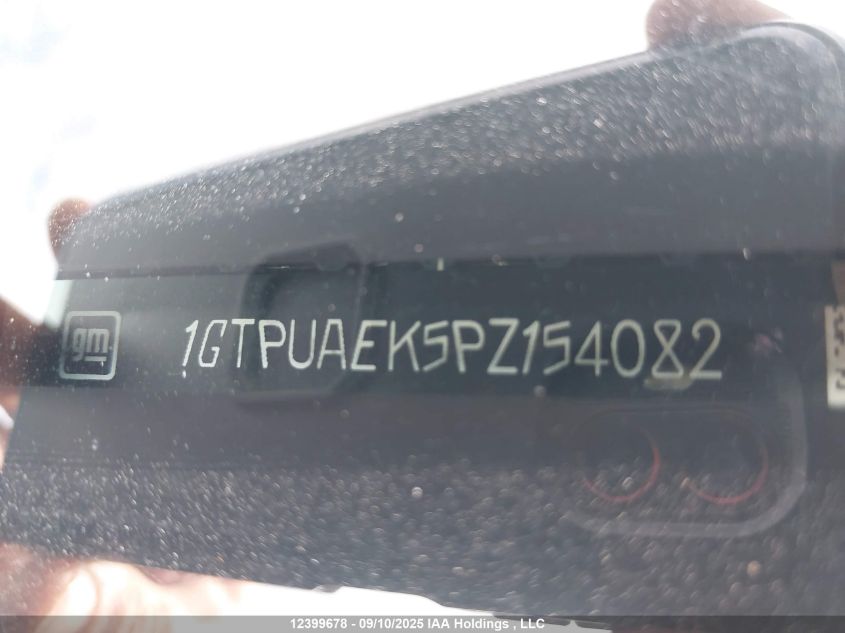 gm 1GTPUAEK5PZ154082
12399678 - 09/10/2025 IAA Holdings , LLC